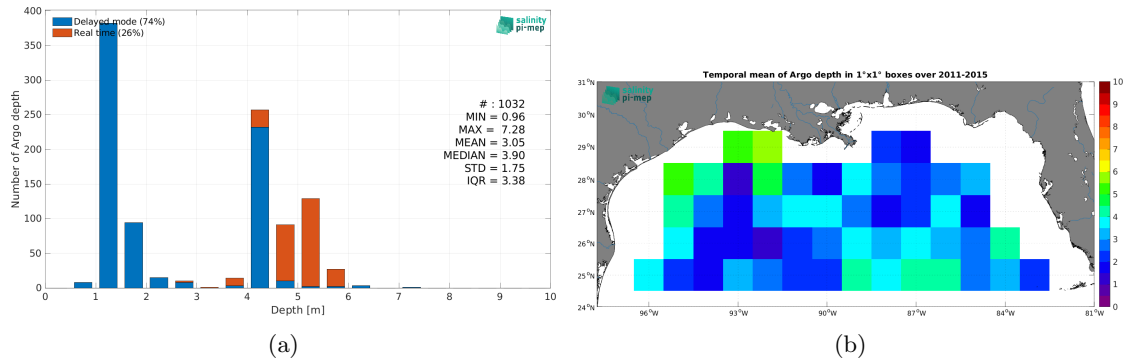 Delayed mode (74%)
Real time (26%)
salinity
pi-mep
# : 1032
MIN = 0.96
MAX = 7.28
MEAN = 3.05
MEDIAN = 3.90
STD = 1.75
IQR = 3.38
Number of Argo depth
400
350
300
250
200
150
100
50
0
0 1 2 3 4 5 6 7 8 9 10
Depth [m]
(a)
Temporal mean of Argo depth in 1°x1° boxes over 2011-2015
salinity
pi-mep
31°N
30°N
29°N
28°N
27°N
26°N
25°N
24°N
96°W 93°W 90°W 87°W 84°W 81°W
10
9
8
7
6
5
4
3
2
1
0
(b)